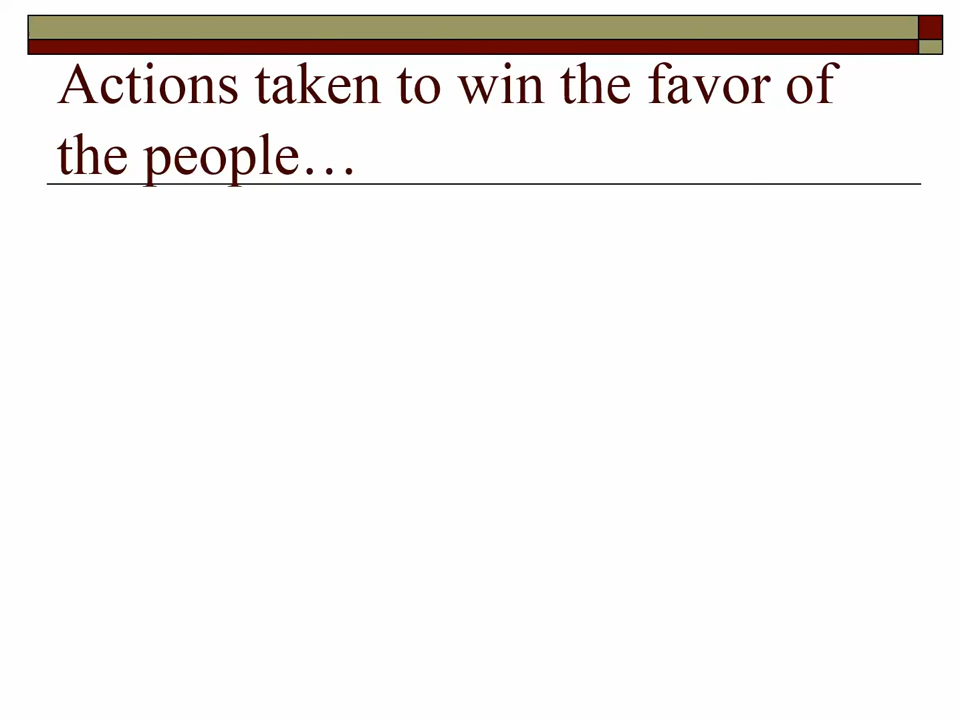 Actions taken to win the favor of
the people…